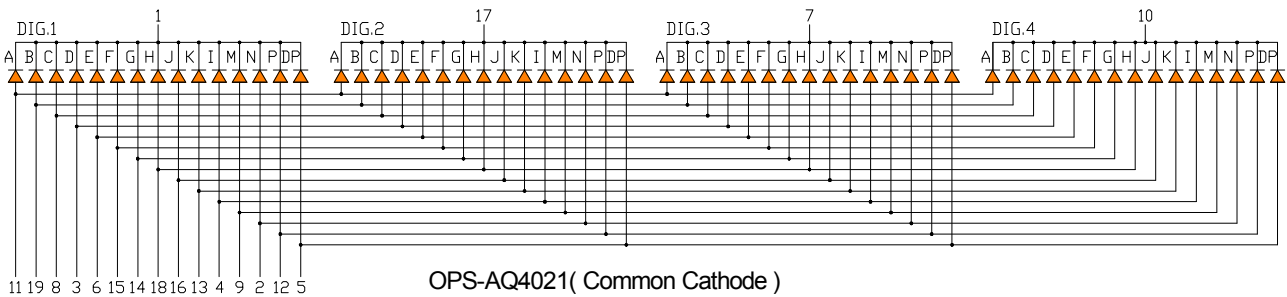 1 17 7 10
DIG.1 DIG.2 DIG.3 DIG.4
A B C D E F G H J K I M N P DP A B C D E F G H J K I M N P DP A B C D E F G H J K I M N P DP A B C D E F G H J K I M N P DP
11 19 8 3 6 15 14 18 16 13 4 9 2 12 5
OPS-AQ4021( Common Cathode )